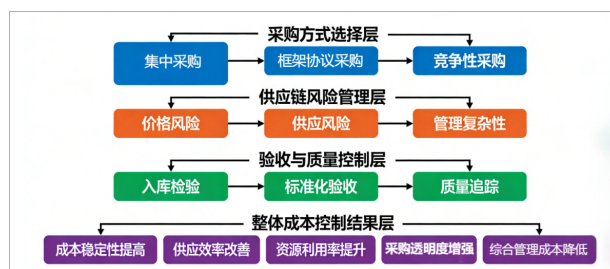 采购方式选择层
集中采购 框架协议采购 竞争性采购
供应链风险管理层
价格风险 供应风险 管理复杂性
验收与质量控制层
入库检验 标准化验收 质量追踪
整体成本控制结果层
成本稳定性提高 供应效率改善 资源利用率提升 采购透明度增强 综合管理成本降低